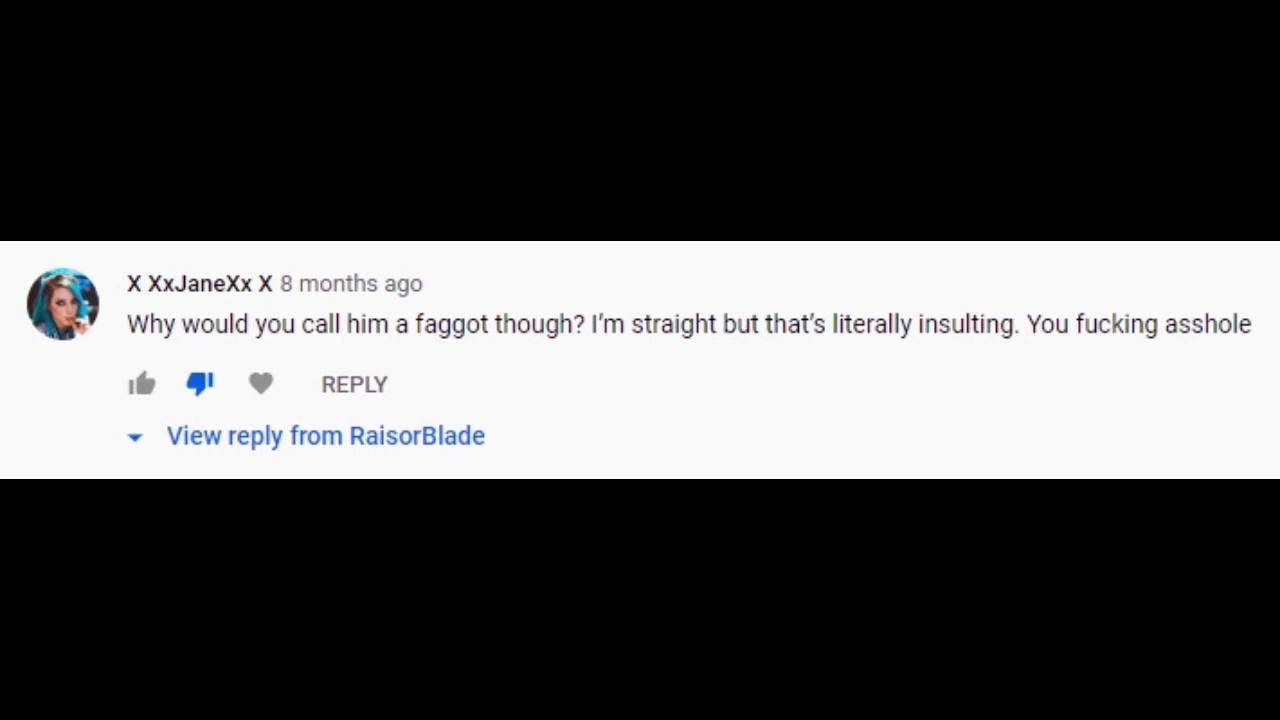 X XxJaneXx X 8 months ago
Why would you call him a faggot though? I’m straight but that’s literally insulting. You fucking asshole
REPLY
View reply from RaisorBlade